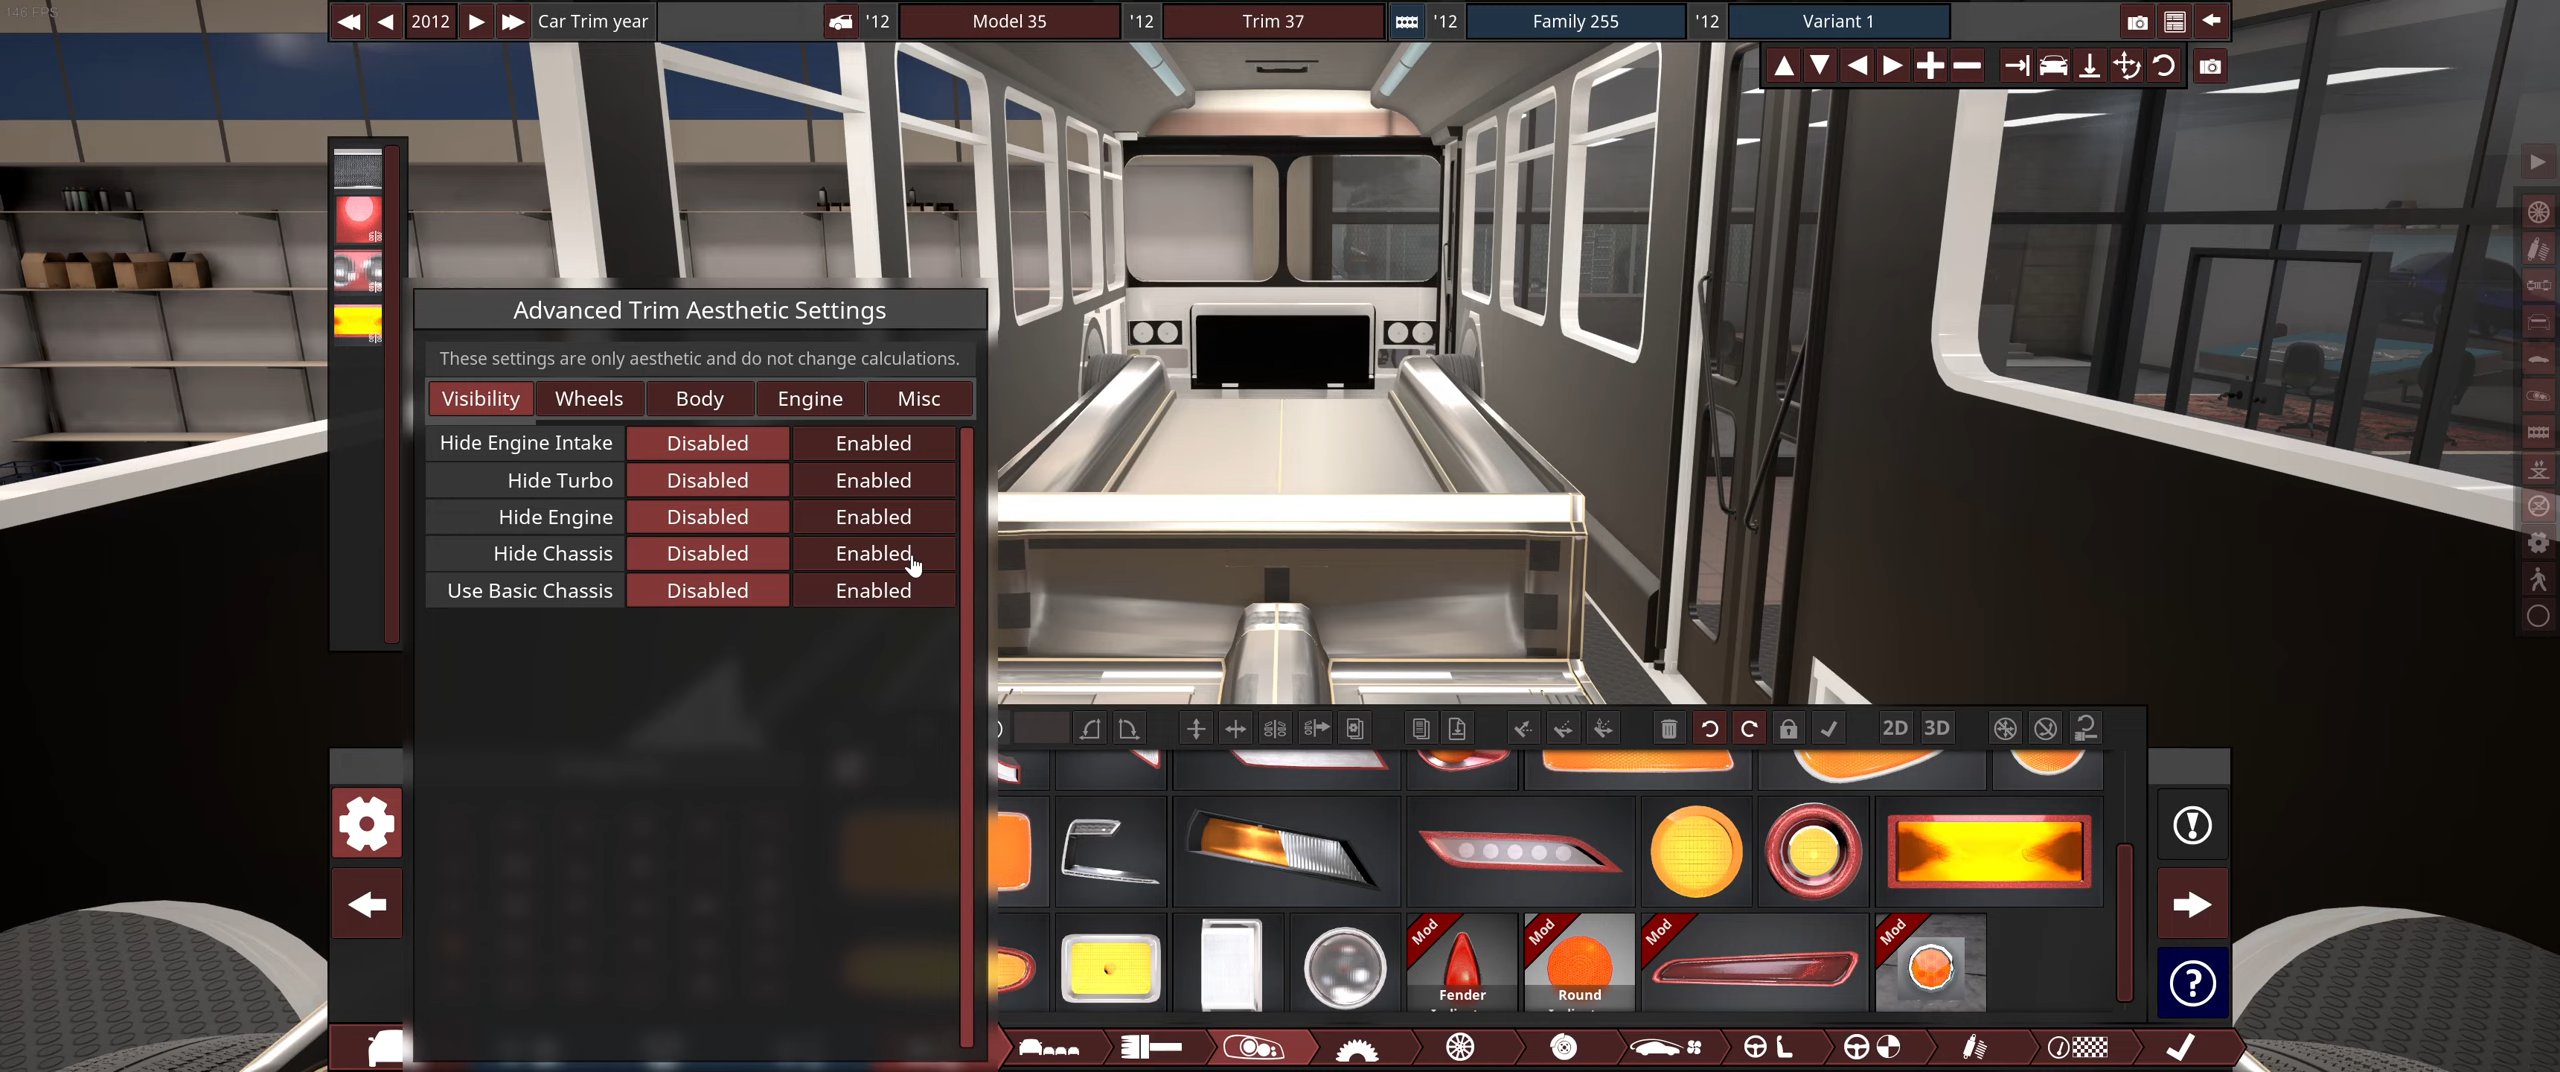 146 FPS
2012
Car Trim year
'12
Model 35
'12
Trim 37
'12
Family 255
'12
Variant 1
Advanced Trim Aesthetic Settings
These settings are only aesthetic and do not change calculations.
Visibility
Wheels
Body
Engine
Misc
Hide Engine Intake
Disabled
Enabled
Hide Turbo
Disabled
Enabled
Hide Engine
Disabled
Enabled
Hide Chassis
Disabled
Enabled
Use Basic Chassis
Disabled
Enabled
2D
3D
Mod
Fender
Mod
Round
Mod
Mod